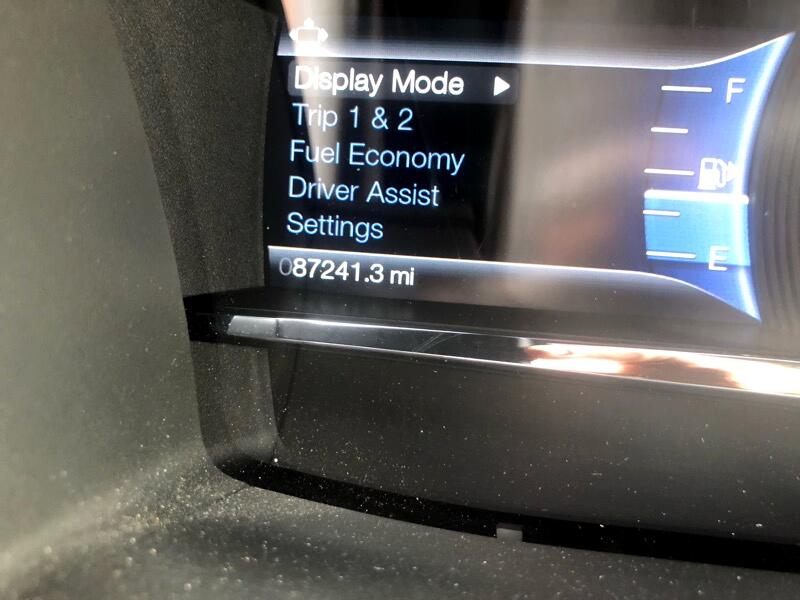 Display Mode
Trip 1 & 2
Fuel Economy
Driver Assist
Settings
087241.3 mi
F
E